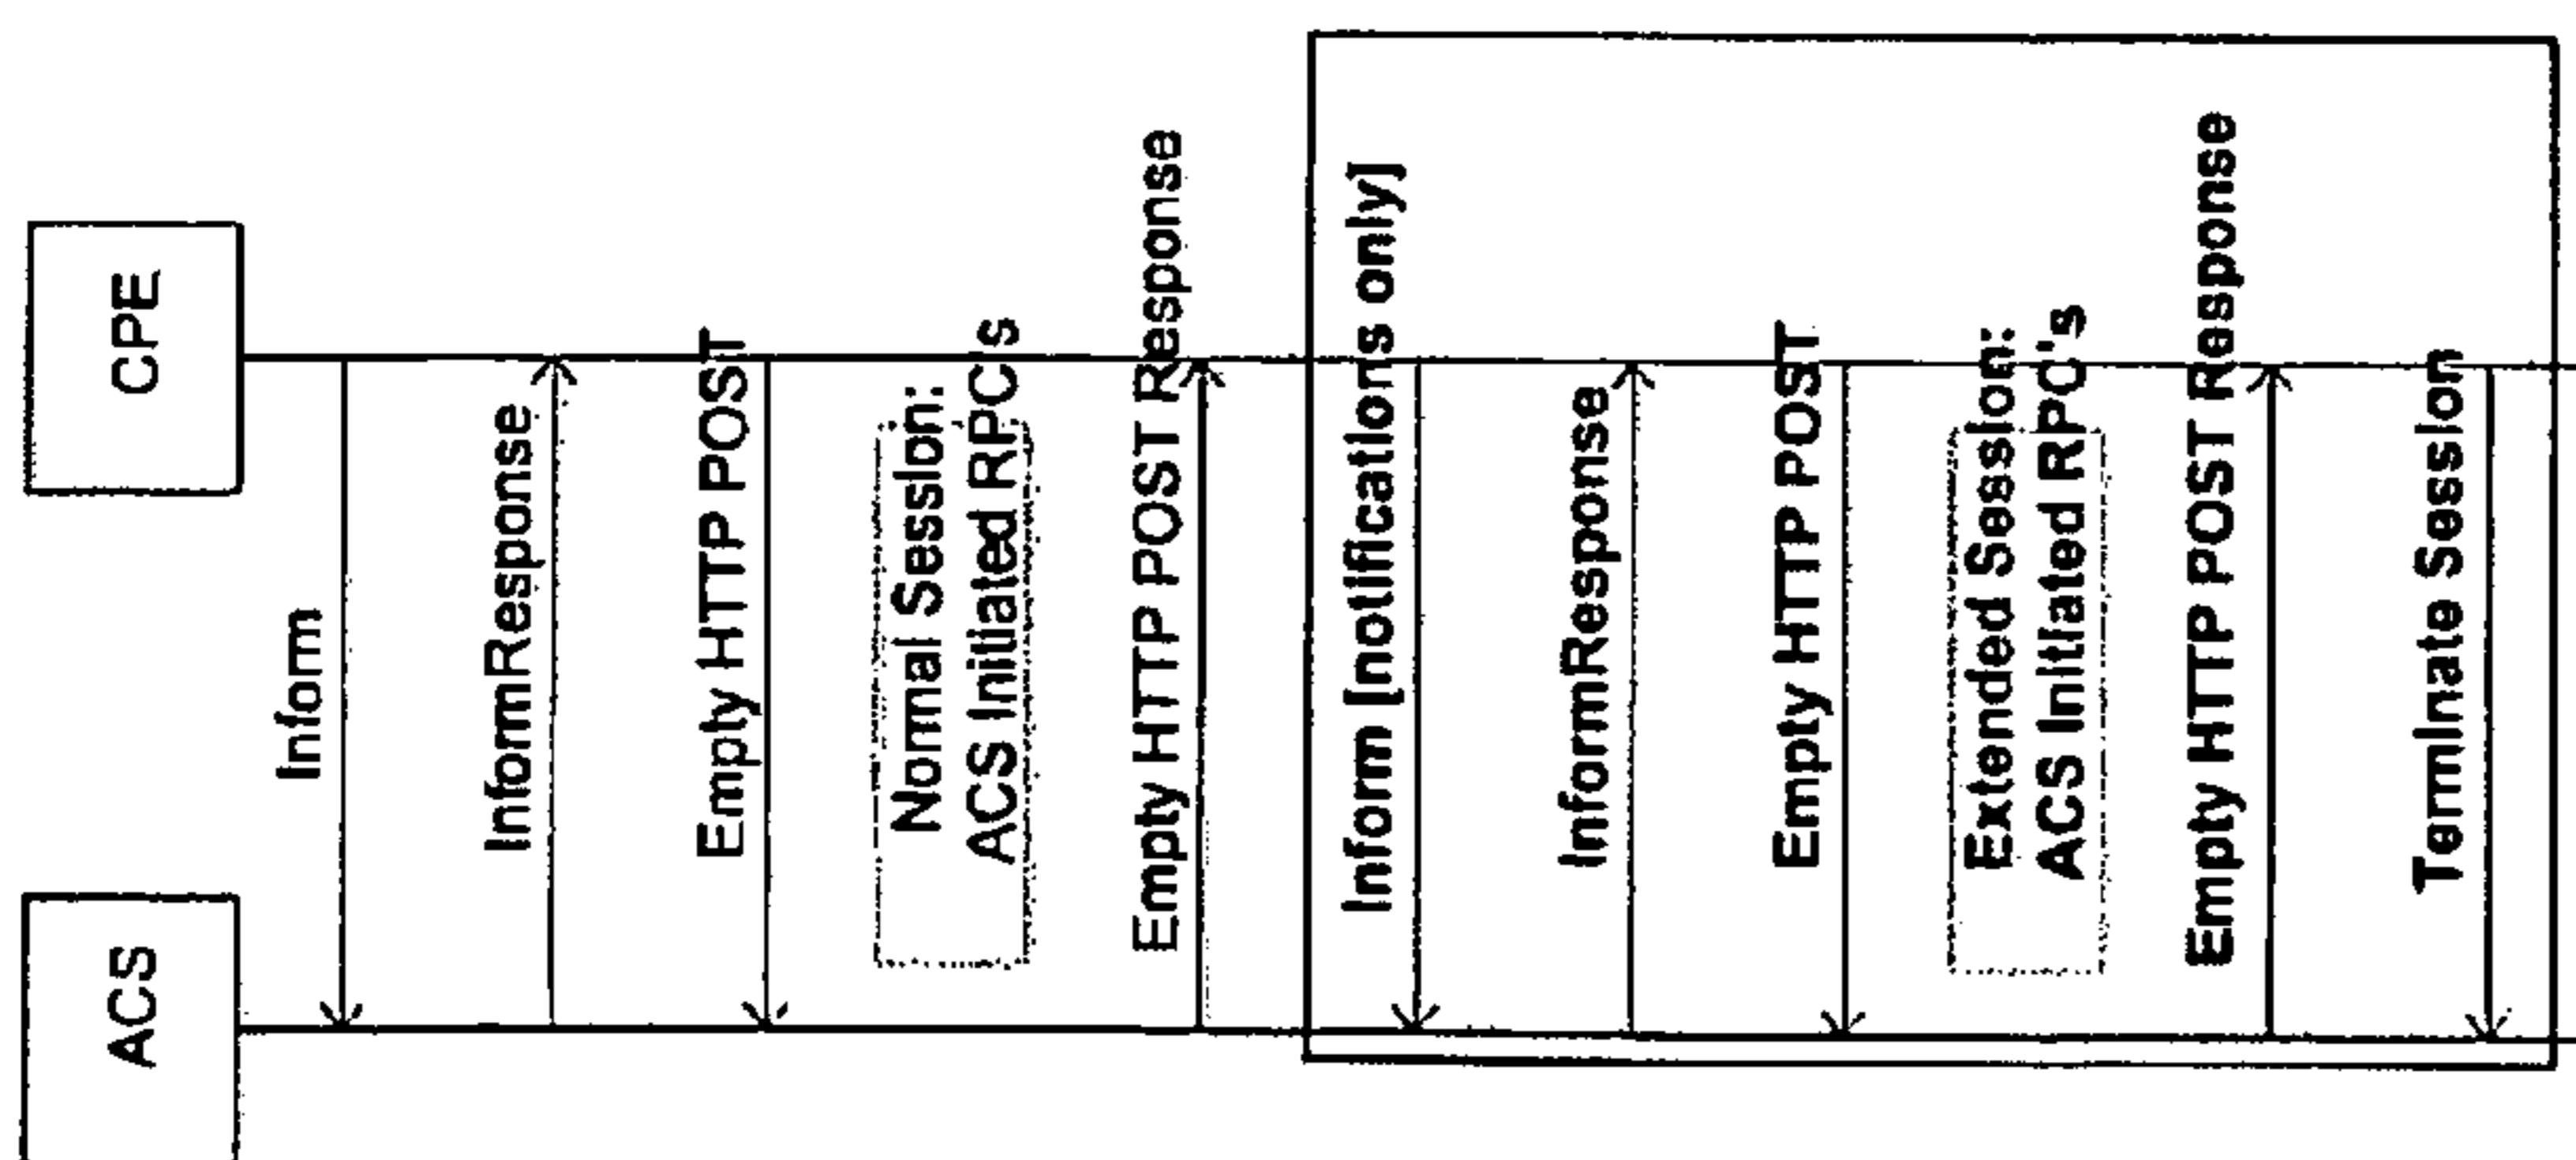 ACS
CPE
Inform
InformResponse
Empty HTTP POST
Normal Session:
ACS Initiated RPCs
Empty HTTP POST Response
Inform [notifications only]
InformResponse
Empty HTTP POST
Extended Session:
ACS Initiated RPC's
Empty HTTP POST Response
Terminate Session